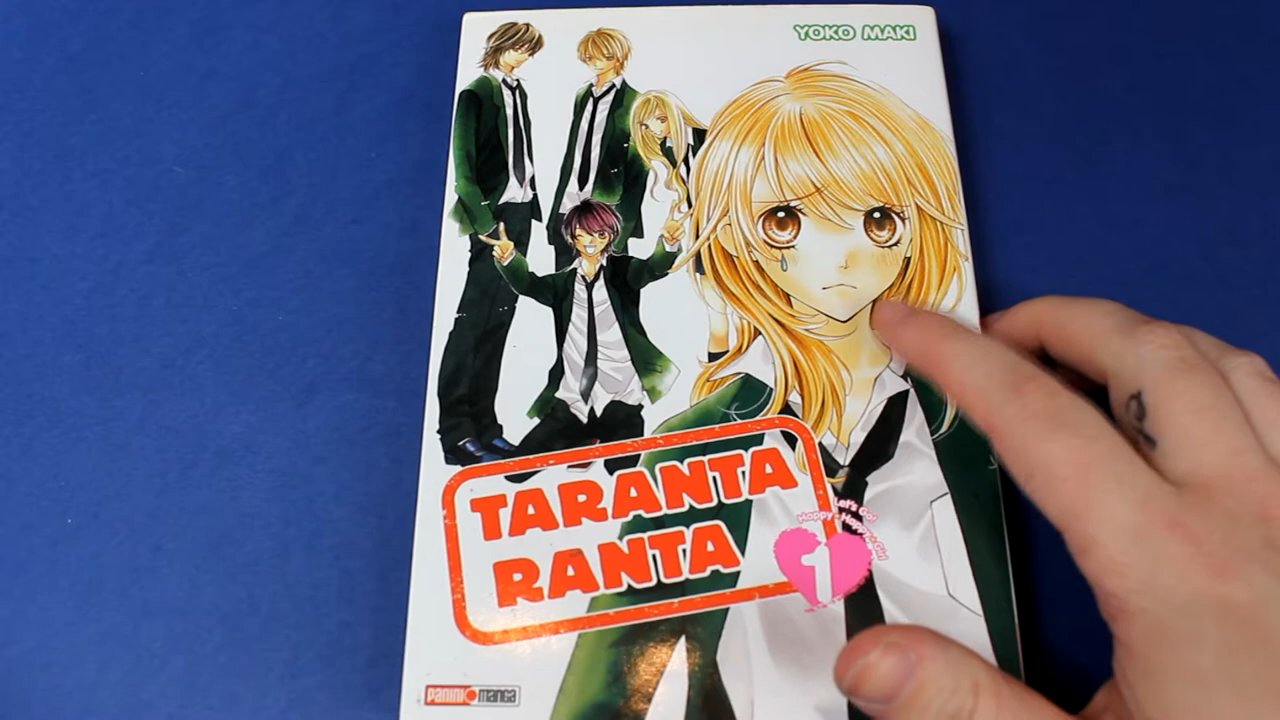 YOKO MAKI
TARANTA
RANTA
Let's Go!
Happy-Happy Girl
1
PANINI manga